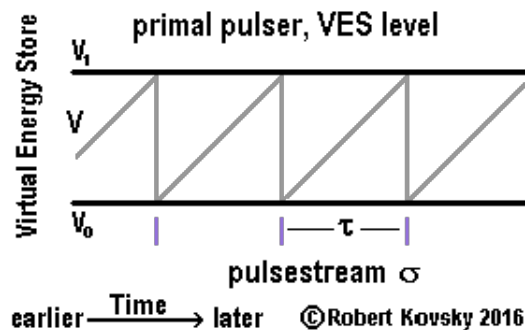 primal pulser, VES level
V₁
Virtual Energy Store
V
V₀
τ
pulsestream σ
earlier Time later
©Robert Kovsky 2016